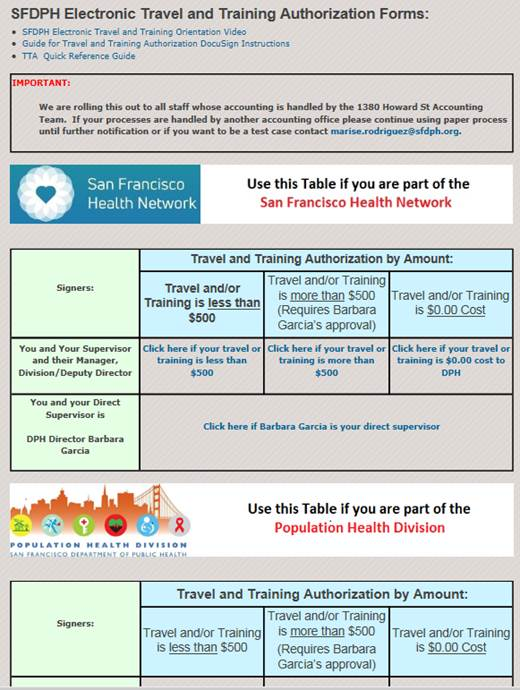 SFDPH Electronic Travel and Training Authorization Forms:
SFDPH Electronic Travel and Training Orientation Video
Guide for Travel and Training Authorization DocuSign Instructions
TTA Quick Reference Guide
IMPORTANT:
We are rolling this out to all staff whose accounting is handled by the 1380 Howard St Accounting
Team. If your processes are handled by another accounting office please continue using paper process
until further notification or if you want to be a test case contact marise.rodriguez@sfdph.org.
San Francisco
Health Network
Use this Table if you are part of the
San Francisco Health Network
Signers:
Travel and Training Authorization by Amount:
Travel and/or
Training is less than
$500
Travel and/or Training
is more than $500
(Requires Barbara
Garcia's approval)
Travel and/or Training
is $0.00 Cost
You and Your Supervisor
and their Manager,
Division/Deputy Director
Click here if your travel or
training is less than
$500
Click here if your travel or
training is more than
$500
Click here if your travel or
training is $0.00 cost to
DPH
You and your Direct
Supervisor is
DPH Director Barbara
Garcia
Click here if Barbara Garcia is your direct supervisor
POPULATION HEALTH DIVISION
SAN FRANCISCO DEPARTMENT OF PUBLIC HEALTH
Use this Table if you are part of the
Population Health Division
Signers:
Travel and Training Authorization by Amount:
Travel and/or Training
is less than $500
Travel and/or Training
is more than $500
(Requires Barbara
Garcia's approval)
Travel and/or Training
is $0.00 Cost